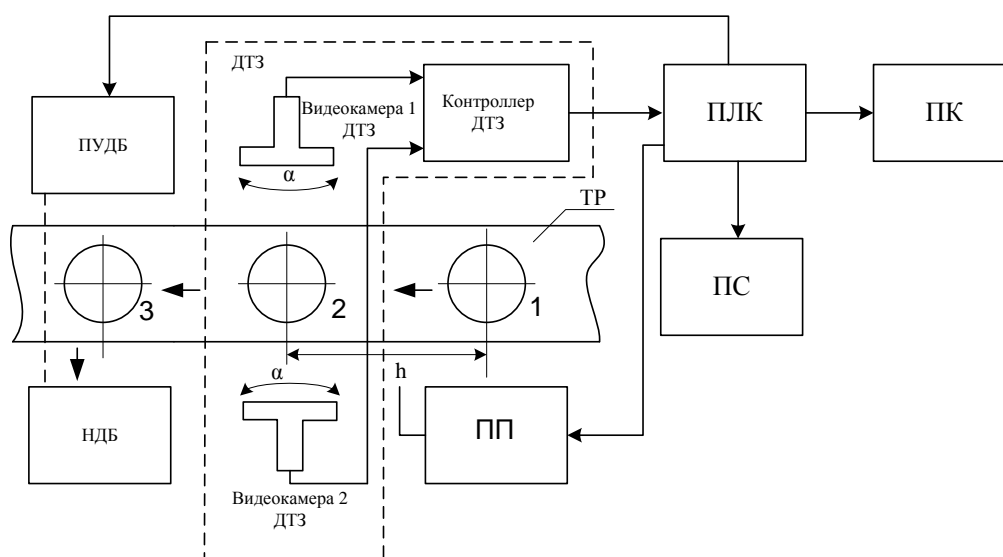 ДТЗ
Видеокамера 1
ДТЗ
Контроллер
ДТЗ
ПЛК
ПК
ПУДБ
α
ТР
3
2
1
ПС
α
h
НДБ
ПП
Видеокамера 2
ДТЗ